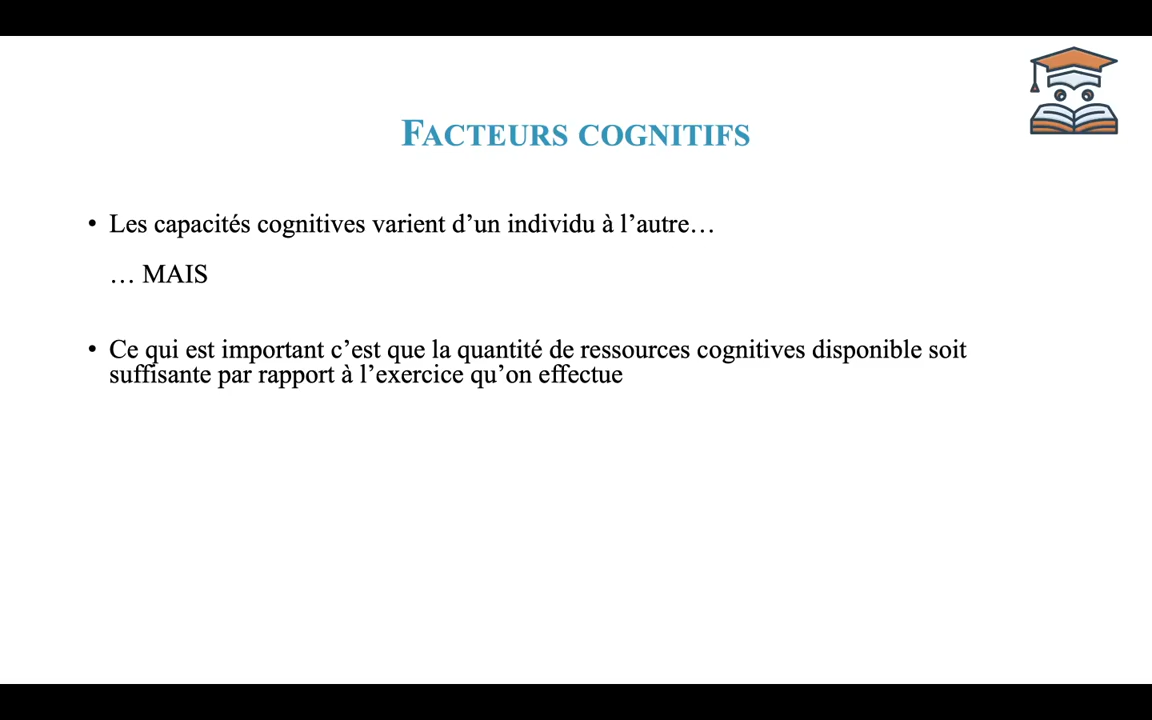 FACTEURS COGNITIFS
• Les capacités cognitives varient d’un individu à l’autre…
… MAIS
• Ce qui est important c’est que la quantité de ressources cognitives disponible soit
suffisante par rapport à l’exercice qu’on effectue